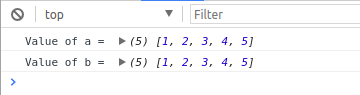 top
Filter
Value of a = (5) [1, 2, 3, 4, 5]
Value of b = (5) [1, 2, 3, 4, 5]